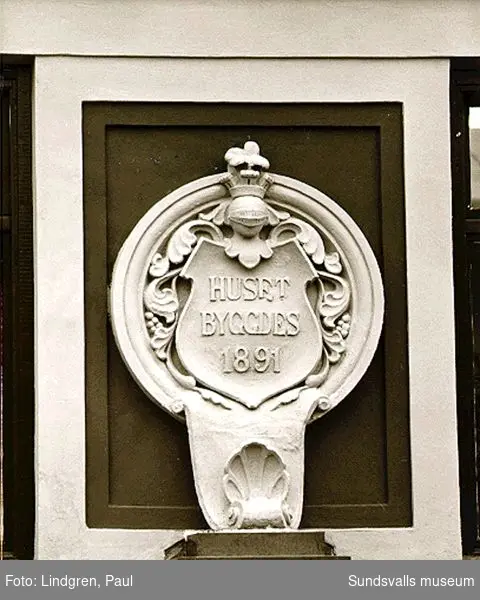 HUSET
BYGGDES
1891
Foto: Lindgren, Paul
Sundsvalls museum